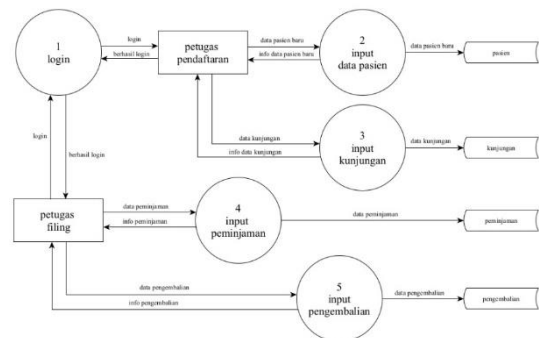 1
login
login
berhasil login
petugas
pendaftaran
data pasien baru
info data pasien baru
2
input
data pasien
data pasien baru
pasien
data kunjungan
info data kunjungan
3
input
kunjungan
data kunjungan
kunjungan
login
berhasil login
petugas
filing
data peminjaman
info peminjaman
4
input
peminjaman
data peminjaman
peminjaman
data pengembalian
info pengembalian
5
input
pengembalian
data pengembalian
pengembalian